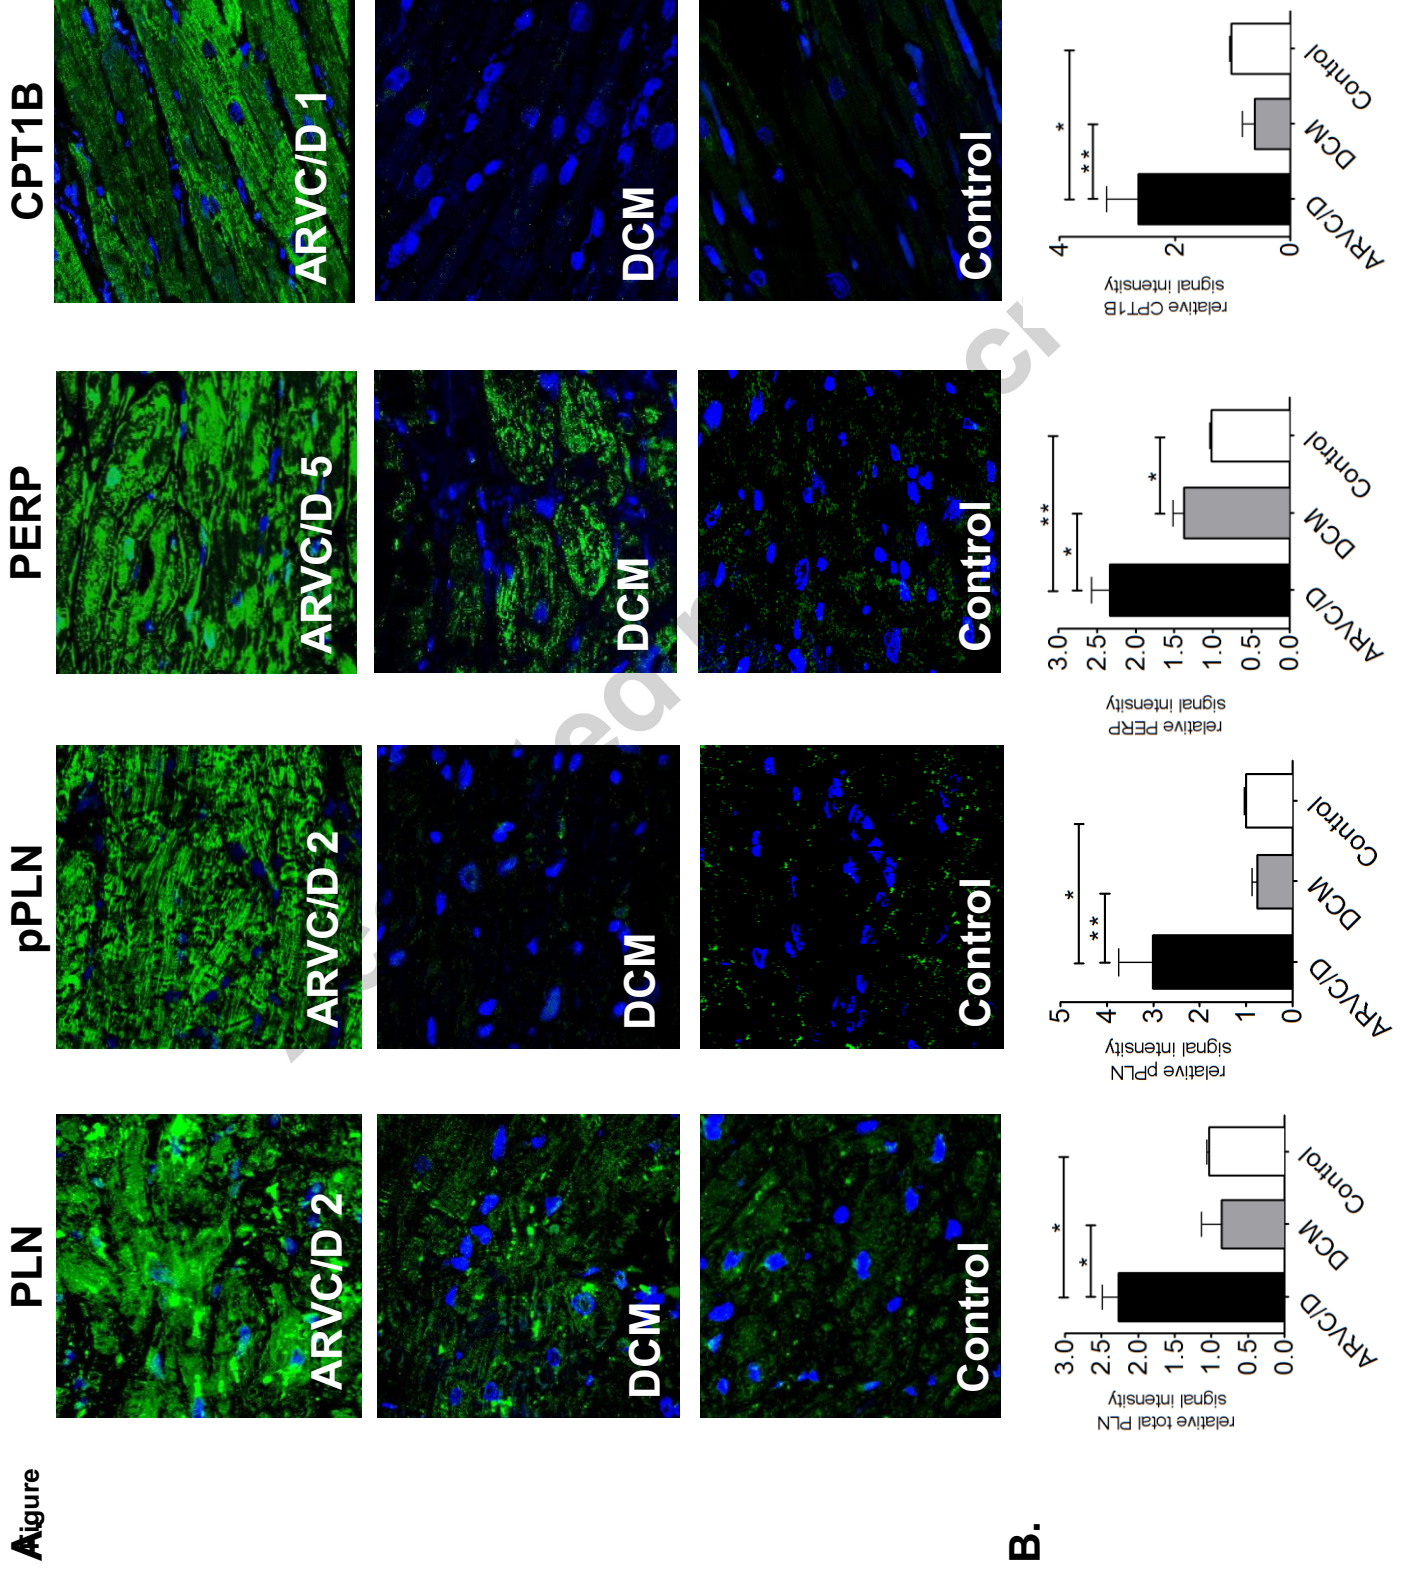 Figure
A.
PLN
pPLN
PERP
CPT1B
ARVC/D 2
ARVC/D 2
ARVC/D 5
ARVC/D 1
DCM
DCM
DCM
DCM
Control
Control
Control
Control
B.
relative total PLN
signal intensity
3.0
2.5
2.0
1.5
1.0
0.5
0.0
*
*
ARVC/D
DCM
Control
relative pPLN
signal intensity
5
4
3
2
1
0
*
**
ARVC/D
DCM
Control
relative PERP
signal intensity
3.0
2.5
2.0
1.5
1.0
0.5
0.0
**
*
*
ARVC/D
DCM
Control
relative CPT1B
signal intensity
4
2
0
*
**
ARVC/D
DCM
Control